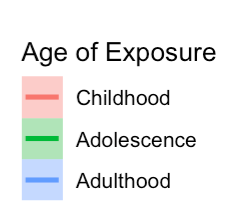 Age of Exposure
Childhood
Adolescence
Adulthood